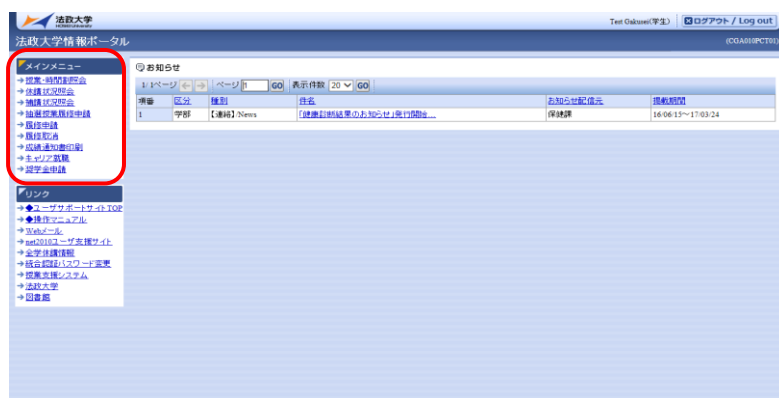 法政大学
HOSEI University
Test Gakusei(学生)
ログアウト / Log out
法政大学情報ポータル
(CGA010PCT01)
メインメニュー
授業・時間割照会
休講状況照会
補講状況照会
抽選授業履修申請
履修申請
履修取消
成績通知書印刷
キャリア就職
奨学金申請
リンク
◆ユーザサポートサイトTOP
◆操作マニュアル
Webメール
net2010ユーザ支援サイト
全学休講情報
統合認証パスワード変更
授業支援システム
法政大学
図書館
お知らせ
1/1ページ ページ 1 GO 表示件数 20 GO
項番 区分 種別 件名 お知らせ配信元 掲載期間
1 学部 【連絡】/News 「健康診断結果のお知らせ」発行開始... 保健課 16/06/15～17/03/24